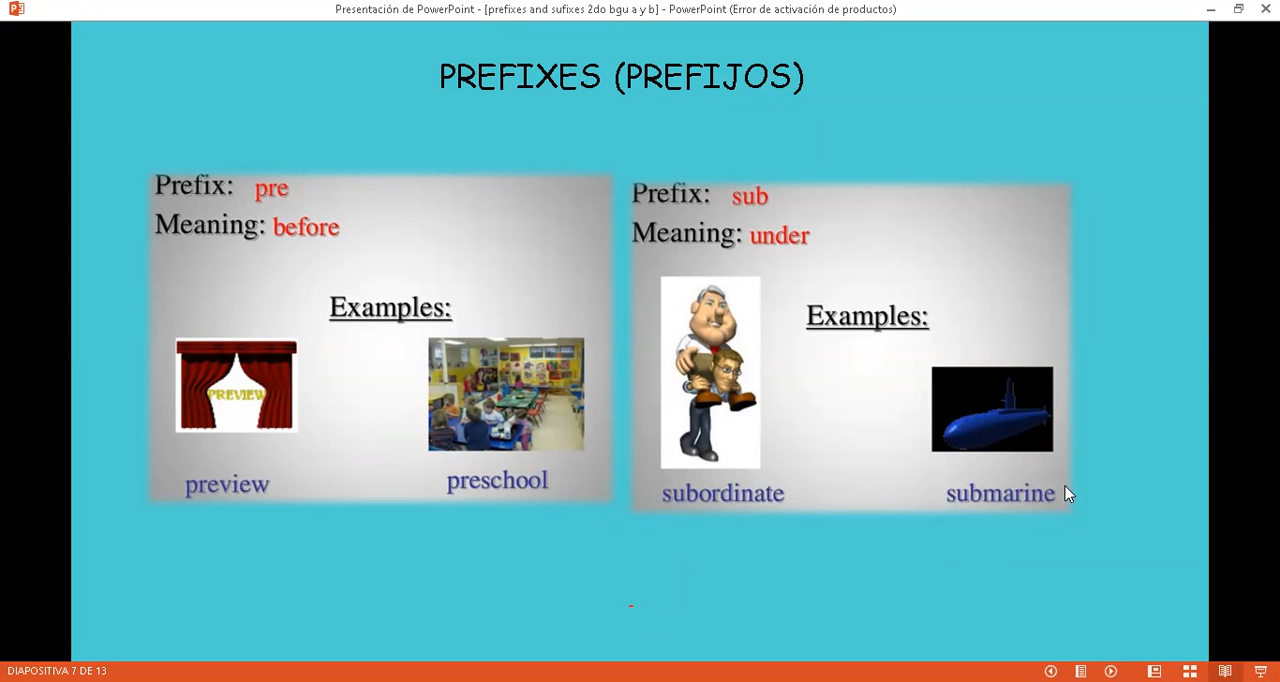 Presentación de PowerPoint - [prefixes and sufixes 2do bgu a y b] - PowerPoint (Error de activación de productos)
PREFIXES (PREFIJOS)
Prefix: pre
Meaning: before
Examples:
PREVIEW
preview
preschool
Prefix: sub
Meaning: under
Examples:
subordinate
submarine
DIAPOSITIVA 7 DE 13